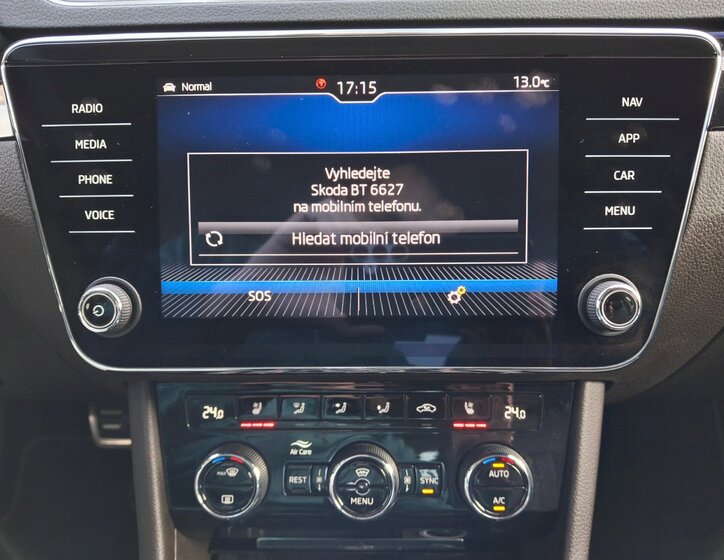 Normal
17:15
13.0°C
RADIO
MEDIA
PHONE
VOICE
NAV
APP
CAR
MENU
Vyhledejte
Skoda BT 6627
na mobilním telefonu.
Hledat mobilní telefon
SOS
24.0
24.0
Air Care
REST
MENU
SYNC
AUTO
A/C